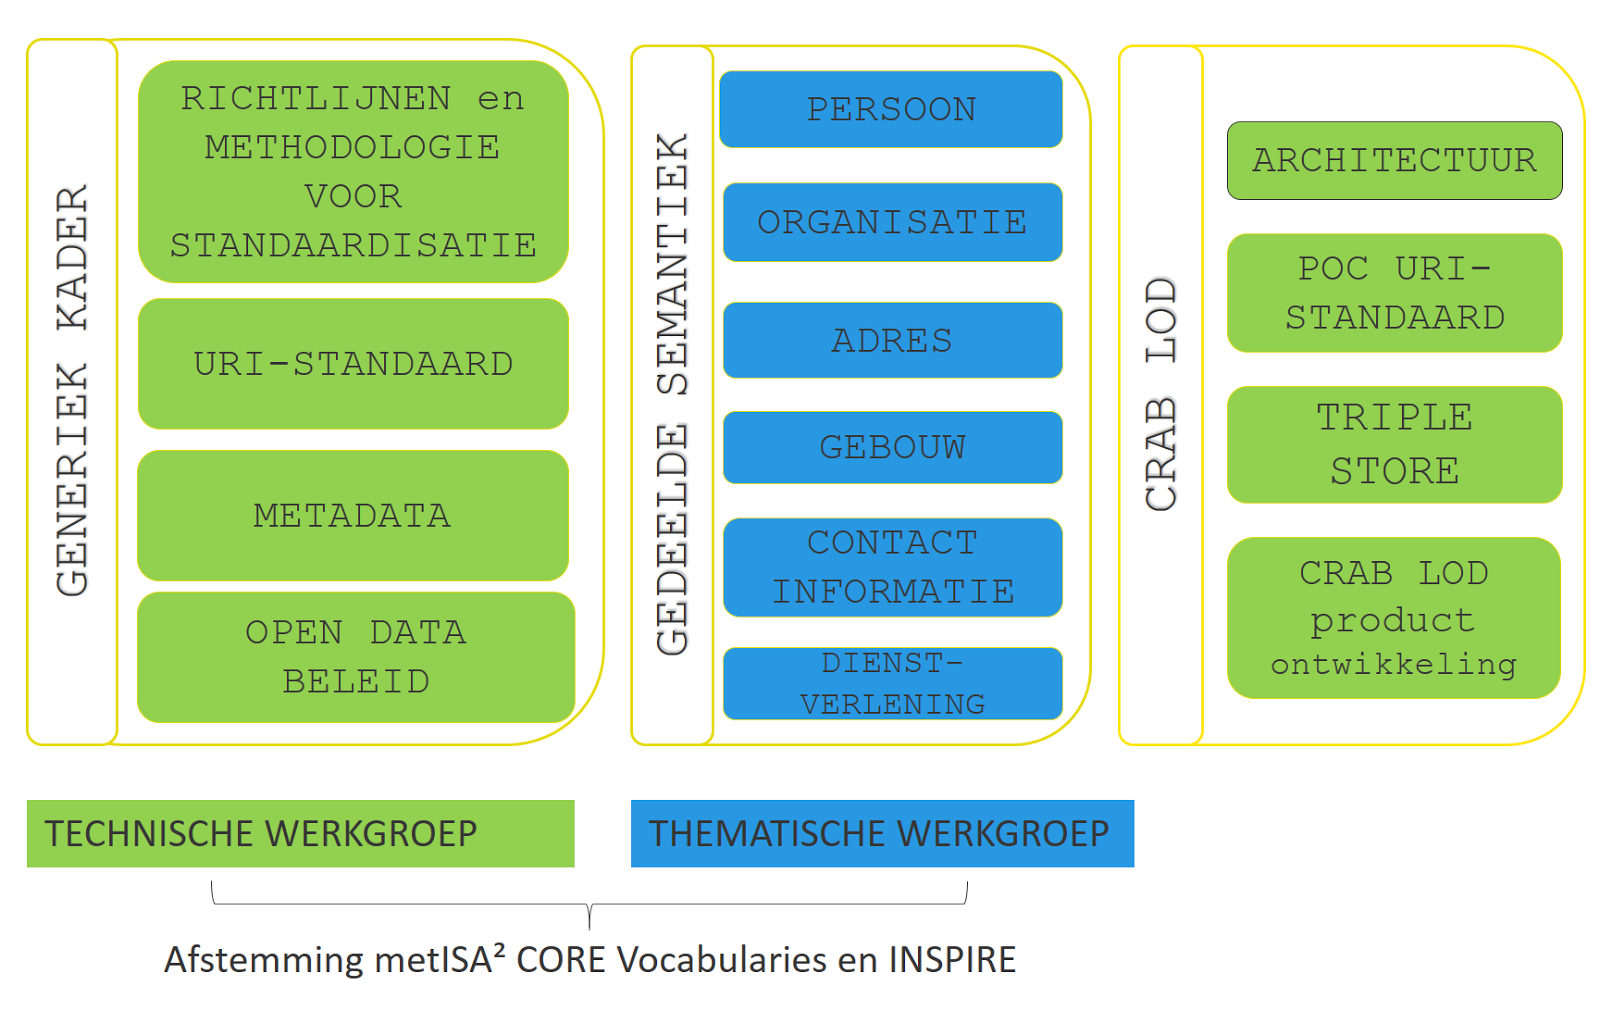 GENERIEK KADER
RICHTLIJNEN en
METHODOLOGIE
VOOR
STANDAARDISATIE
URI-STANDAARD
METADATA
OPEN DATA
BELEID
GEDEELDE SEMANTIEK
PERSOON
ORGANISATIE
ADRES
GEBOUW
CONTACT
INFORMATIE
DIENST-
VERLENING
CRAB LOD
ARCHITECTUUR
POC URI-
STANDAARD
TRIPLE
STORE
CRAB LOD
product
ontwikkeling
TECHNISCHE WERKGROEP
THEMATISCHE WERKGROEP
Afstemming metISA² CORE Vocabularies en INSPIRE